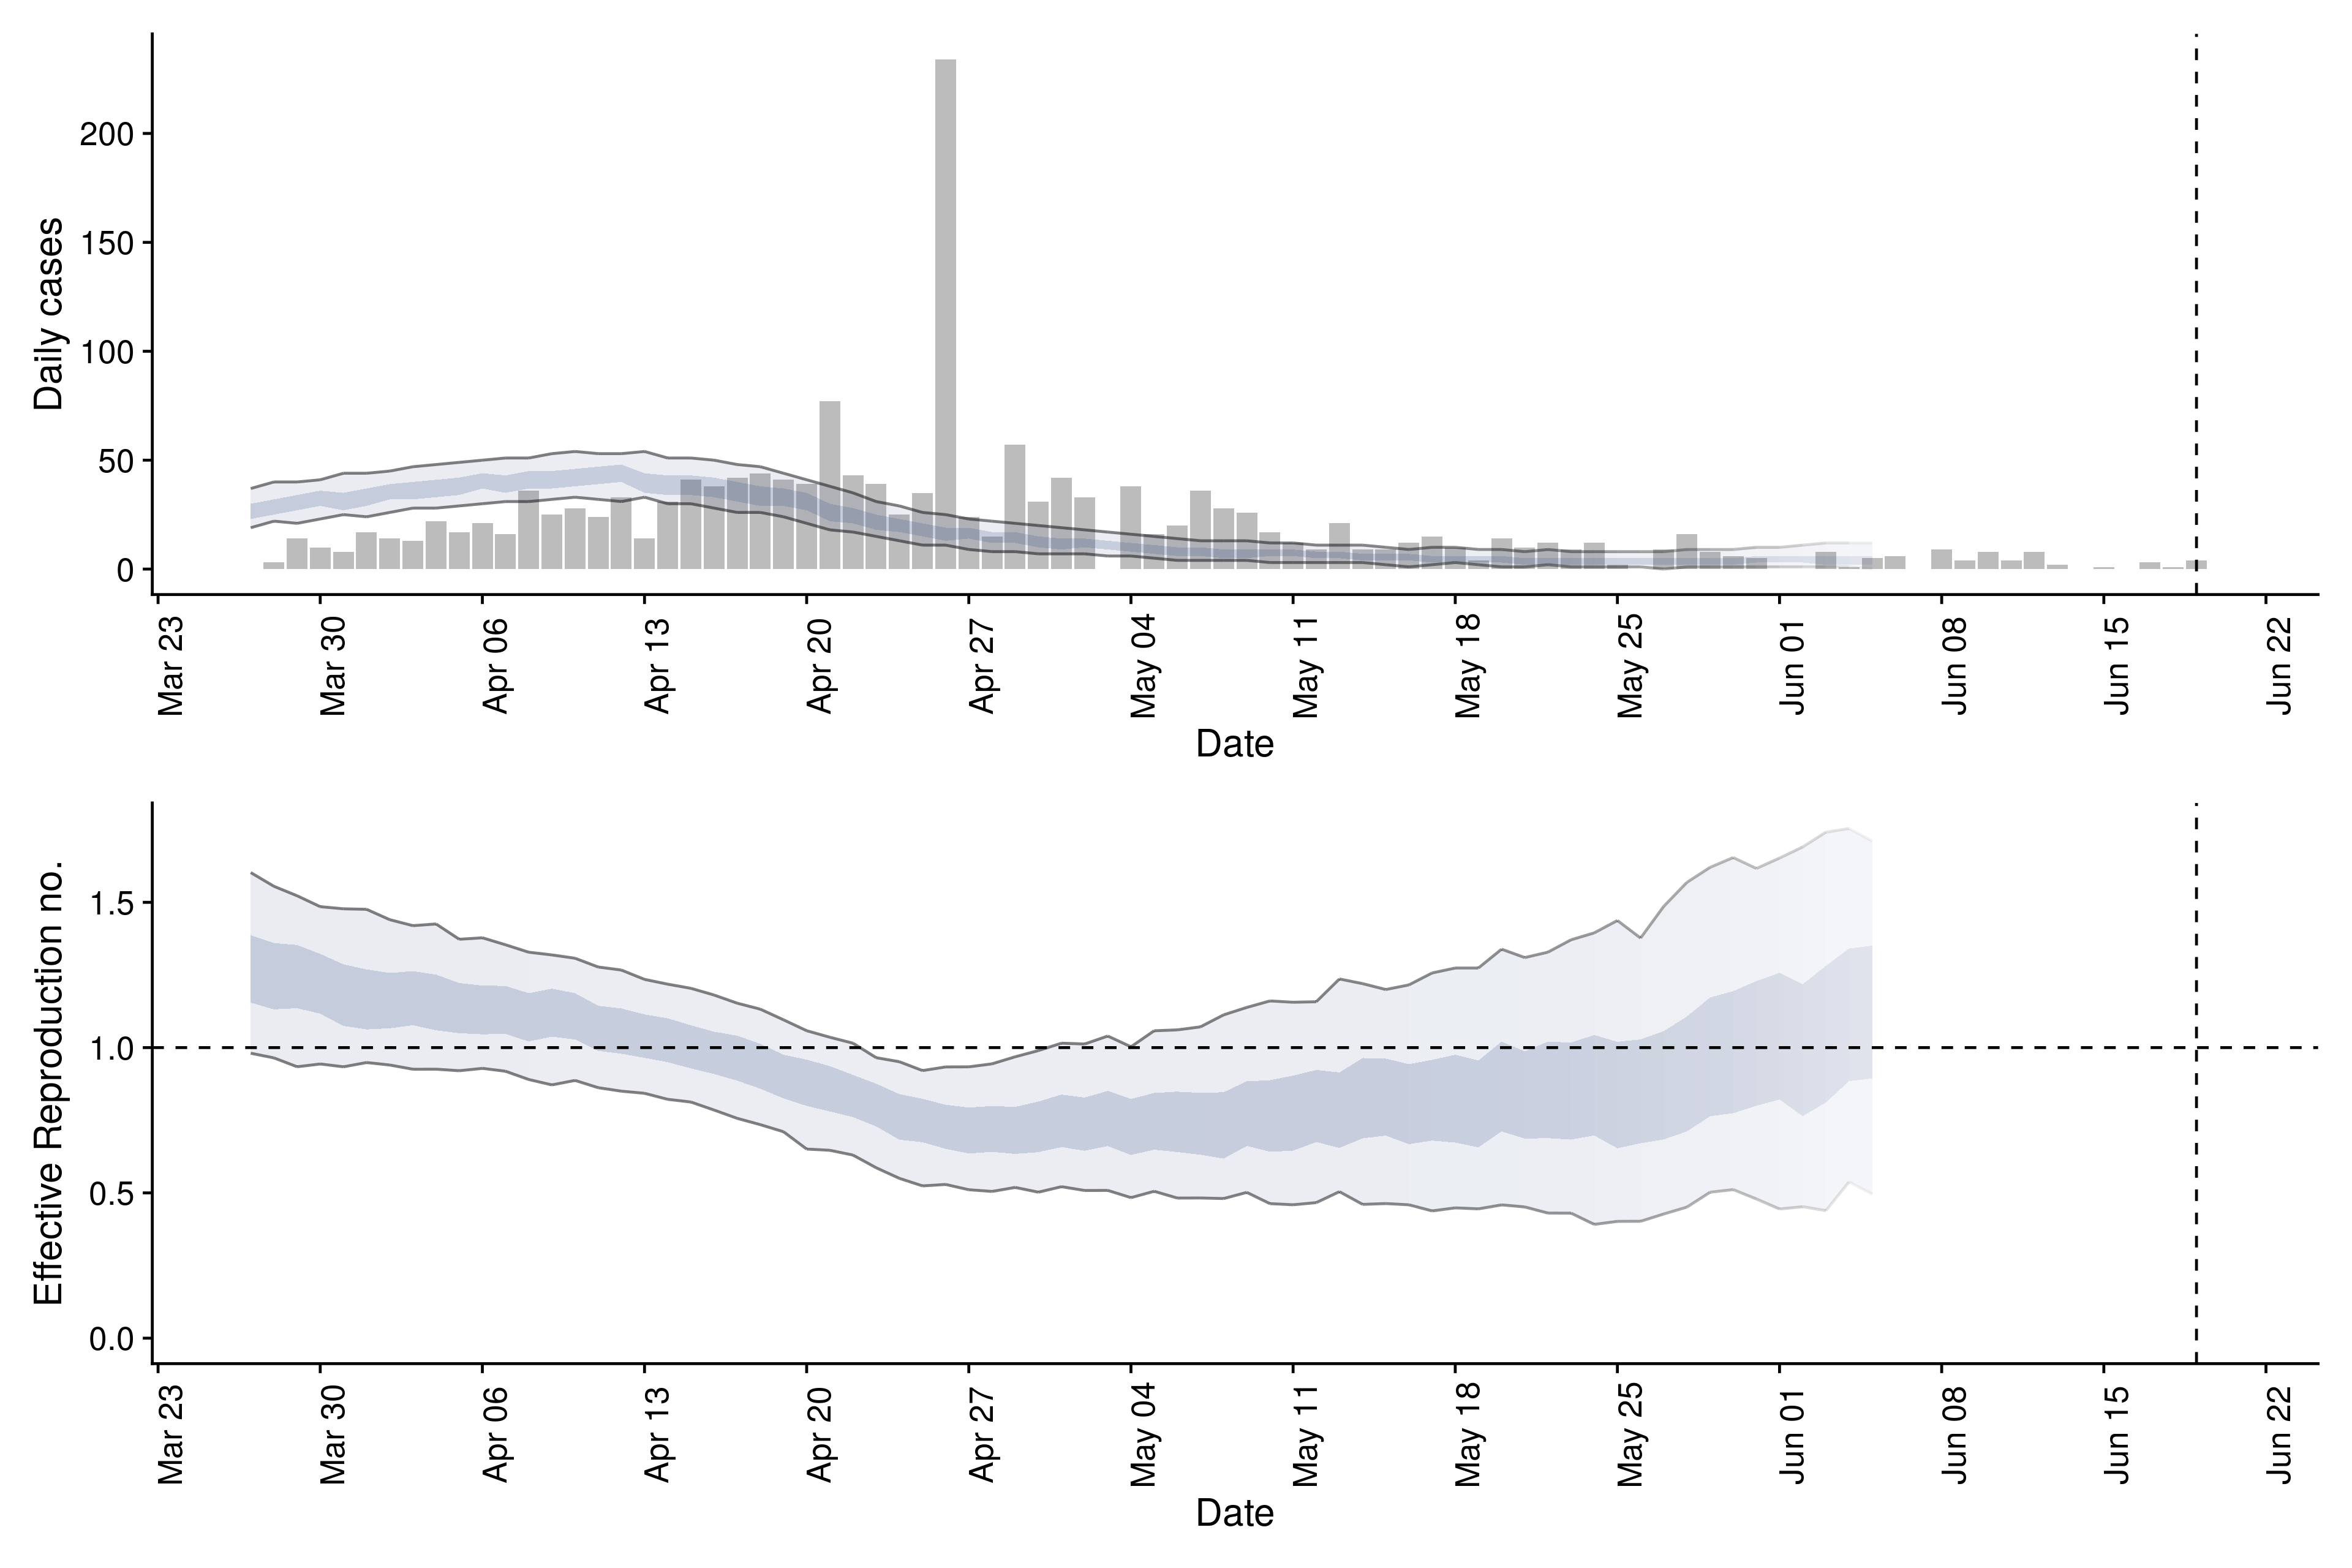 Daily cases
200
150
100
50
0
Mar 23
Mar 30
Apr 06
Apr 13
Apr 20
Apr 27
May 04
May 11
May 18
May 25
Jun 01
Jun 08
Jun 15
Jun 22
Date
Effective Reproduction no.
1.5
1.0
0.5
0.0
Mar 23
Mar 30
Apr 06
Apr 13
Apr 20
Apr 27
May 04
May 11
May 18
May 25
Jun 01
Jun 08
Jun 15
Jun 22
Date